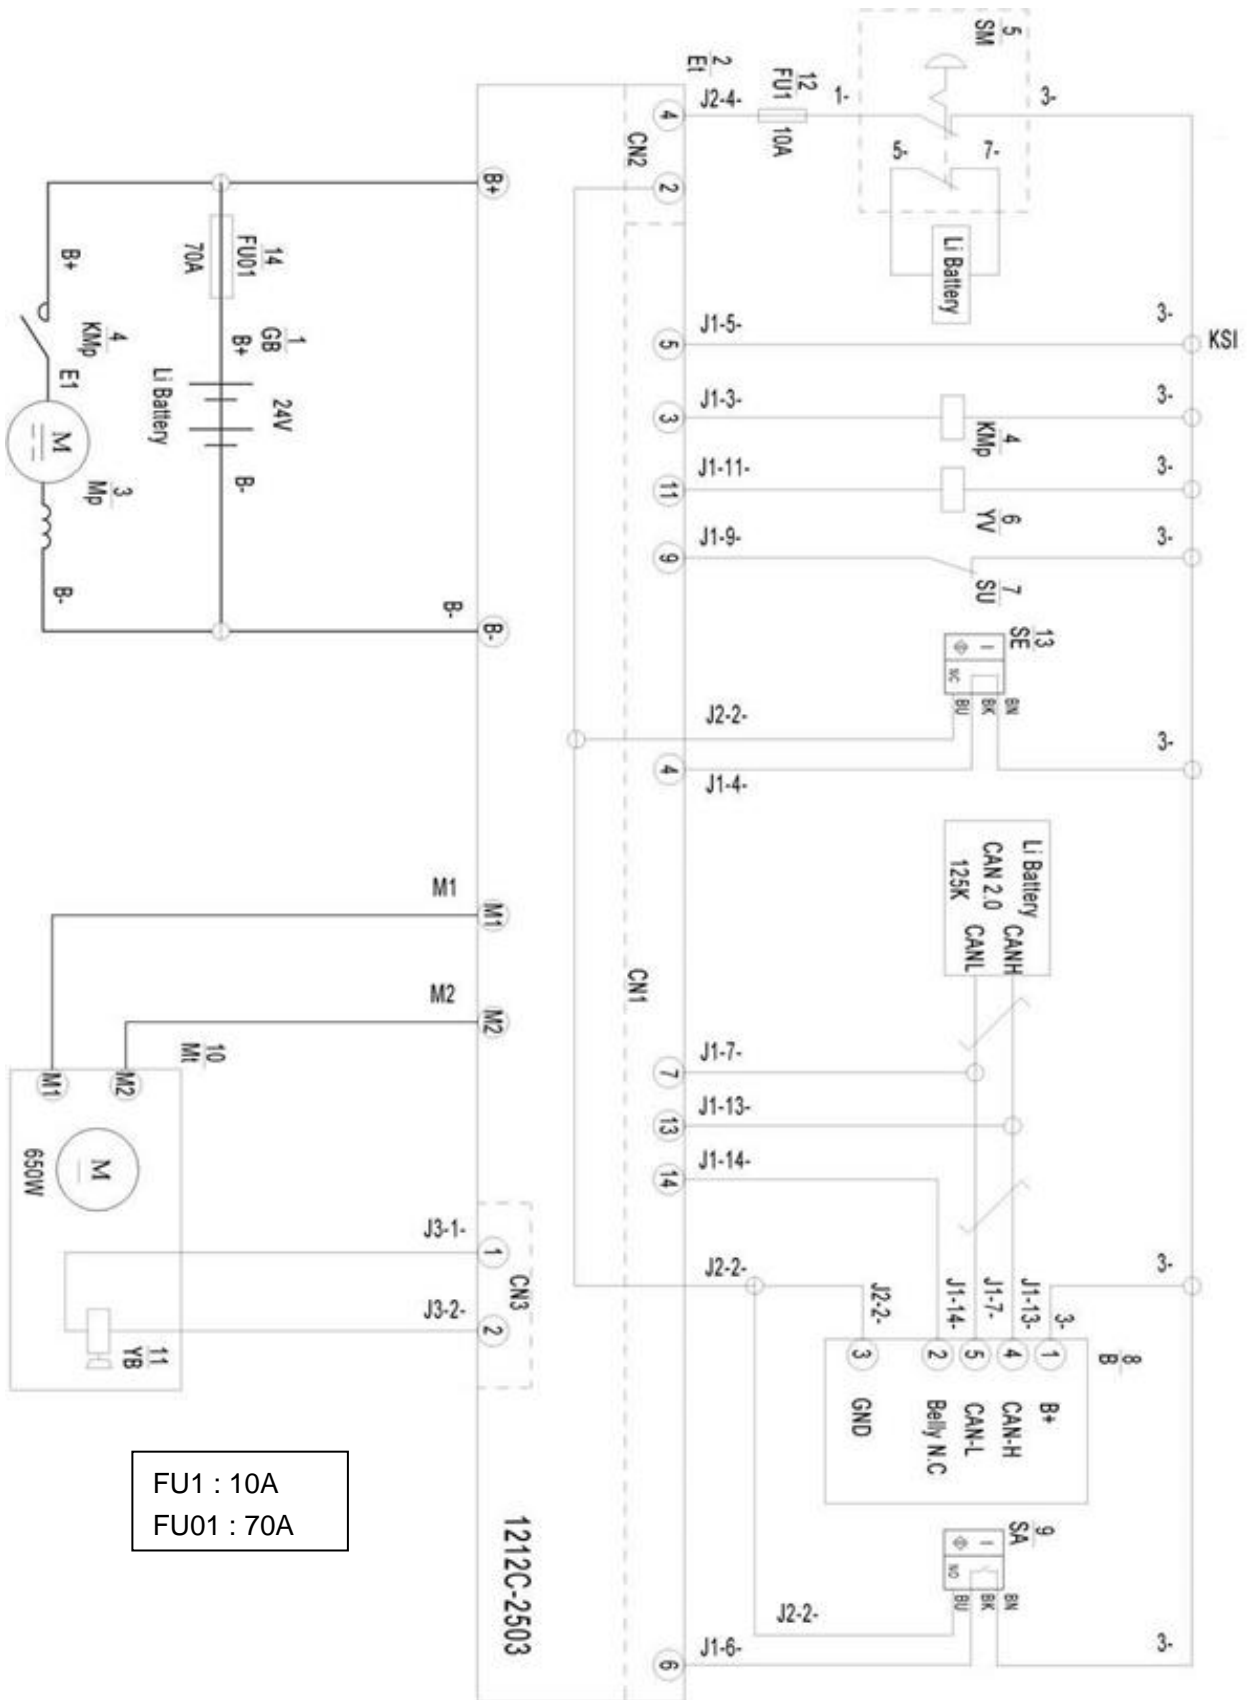 5
SM
2
Et
12
FU1
10A
J2-4-
1-
3-
4
CN2
2
5-
7-
Li Battery
B+
B+
14
FU01
70A
1
GB
B+
24V
Li Battery
B-
4
KMp
E1
M
3
Mp
B-
B-
B-
J1-5-
5
3-
KSI
J1-3-
3
4
KMp
3-
J1-11-
11
6
YV
3-
J1-9-
9
7
SU
3-
13
SE
I
NC
BU
BK
BN
J2-2-
4
J1-4-
3-
Li Battery
CAN 2.0
125K
CANH
CANL
CN1
M1
M1
M2
M2
J1-7-
7
J1-13-
13
J1-14-
14
10
Mt
M1
M2
M
650W
J3-1-
1
J3-2-
2
CN3
11
YB
J2-2-
J2-2-
J1-14-
J1-7-
J1-13-
3-
3-
3
2
5
4
1
GND
Belly N.C
CAN-L
CAN-H
B+
8
B
9
SA
I
NO
BU
BK
BN
J2-2-
J1-6-
6
3-
FU1 : 10A
FU01 : 70A
1212C-2503